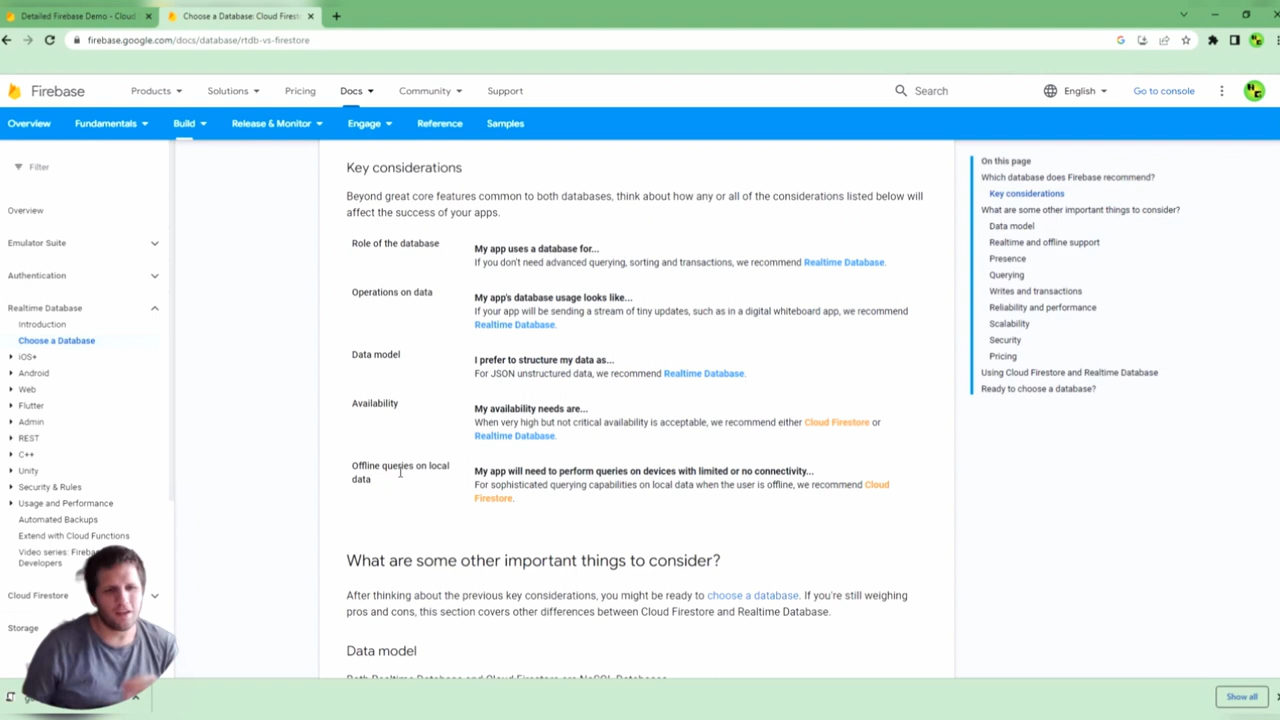 Detailed Firebase Demo - Cloud
Choose a Database: Cloud Firest
firebase.google.com/docs/database/rtdb-vs-firestore
Firebase
Products
Solutions
Pricing
Docs
Community
Support
Search
English
Go to console
Overview
Fundamentals
Build
Release & Monitor
Engage
Reference
Samples
Filter
Overview
Emulator Suite
Authentication
Realtime Database
Introduction
Choose a Database
iOS+
Android
Web
Flutter
Admin
REST
C++
Unity
Security & Rules
Usage and Performance
Automated Backups
Extend with Cloud Functions
Video series: Fireba
Developers
Cloud Firestore
Storage
Key considerations
Beyond great core features common to both databases, think about how any or all of the considerations listed below will
affect the success of your apps.
Role of the database
My app uses a database for...
If you don't need advanced querying, sorting and transactions, we recommend Realtime Database.
Operations on data
My app's database usage looks like...
If your app will be sending a stream of tiny updates, such as in a digital whiteboard app, we recommend
Realtime Database.
Data model
I prefer to structure my data as...
For JSON unstructured data, we recommend Realtime Database.
Availability
My availability needs are...
When very high but not critical availability is acceptable, we recommend either Cloud Firestore or
Realtime Database.
Offline queries on local
data
My app will need to perform queries on devices with limited or no connectivity...
For sophisticated querying capabilities on local data when the user is offline, we recommend Cloud
Firestore.
What are some other important things to consider?
After thinking about the previous key considerations, you might be ready to choose a database. If you're still weighing
pros and cons, this section covers other differences between Cloud Firestore and Realtime Database.
Data model
Both Realtime Database and Cloud Firestore are NoSQL Databases.
On this page
Which database does Firebase recommend?
Key considerations
What are some other important things to consider?
Data model
Realtime and offline support
Presence
Querying
Writes and transactions
Reliability and performance
Scalability
Security
Pricing
Using Cloud Firestore and Realtime Database
Ready to choose a database?
Show all